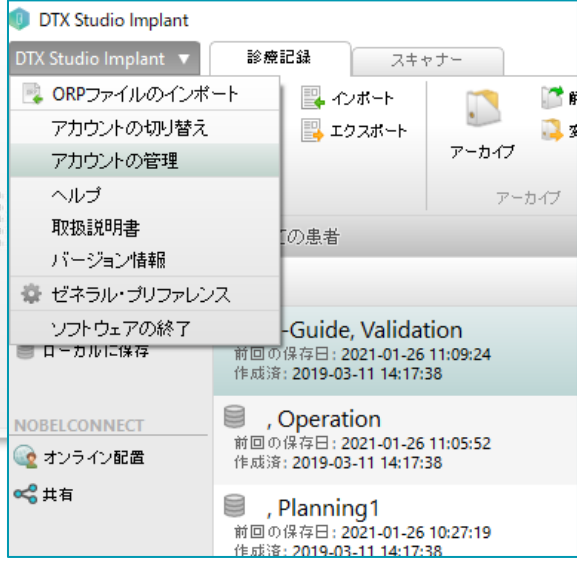 DTX Studio Implant
DTX Studio Implant
診療記録
スキャナー
ORPファイルのインポート
アカウントの切り替え
アカウントの管理
ヘルプ
取扱説明書
バージョン情報
ゼネラル・プリファレンス
ソフトウェアの終了
インポート
エクスポート
アーカイブ
アーカイブ
の患者
-Guide, Validation
前回の保存日: 2021-01-26 11:09:24
作成済: 2019-03-11 14:17:38
ローカルに保存
, Operation
前回の保存日: 2021-01-26 11:05:52
作成済: 2019-03-11 14:17:38
NOBELCONNECT
オンライン配置
共有
, Planning1
前回の保存日: 2021-01-26 10:27:19
作成済: 2019-03-11 14:17:38